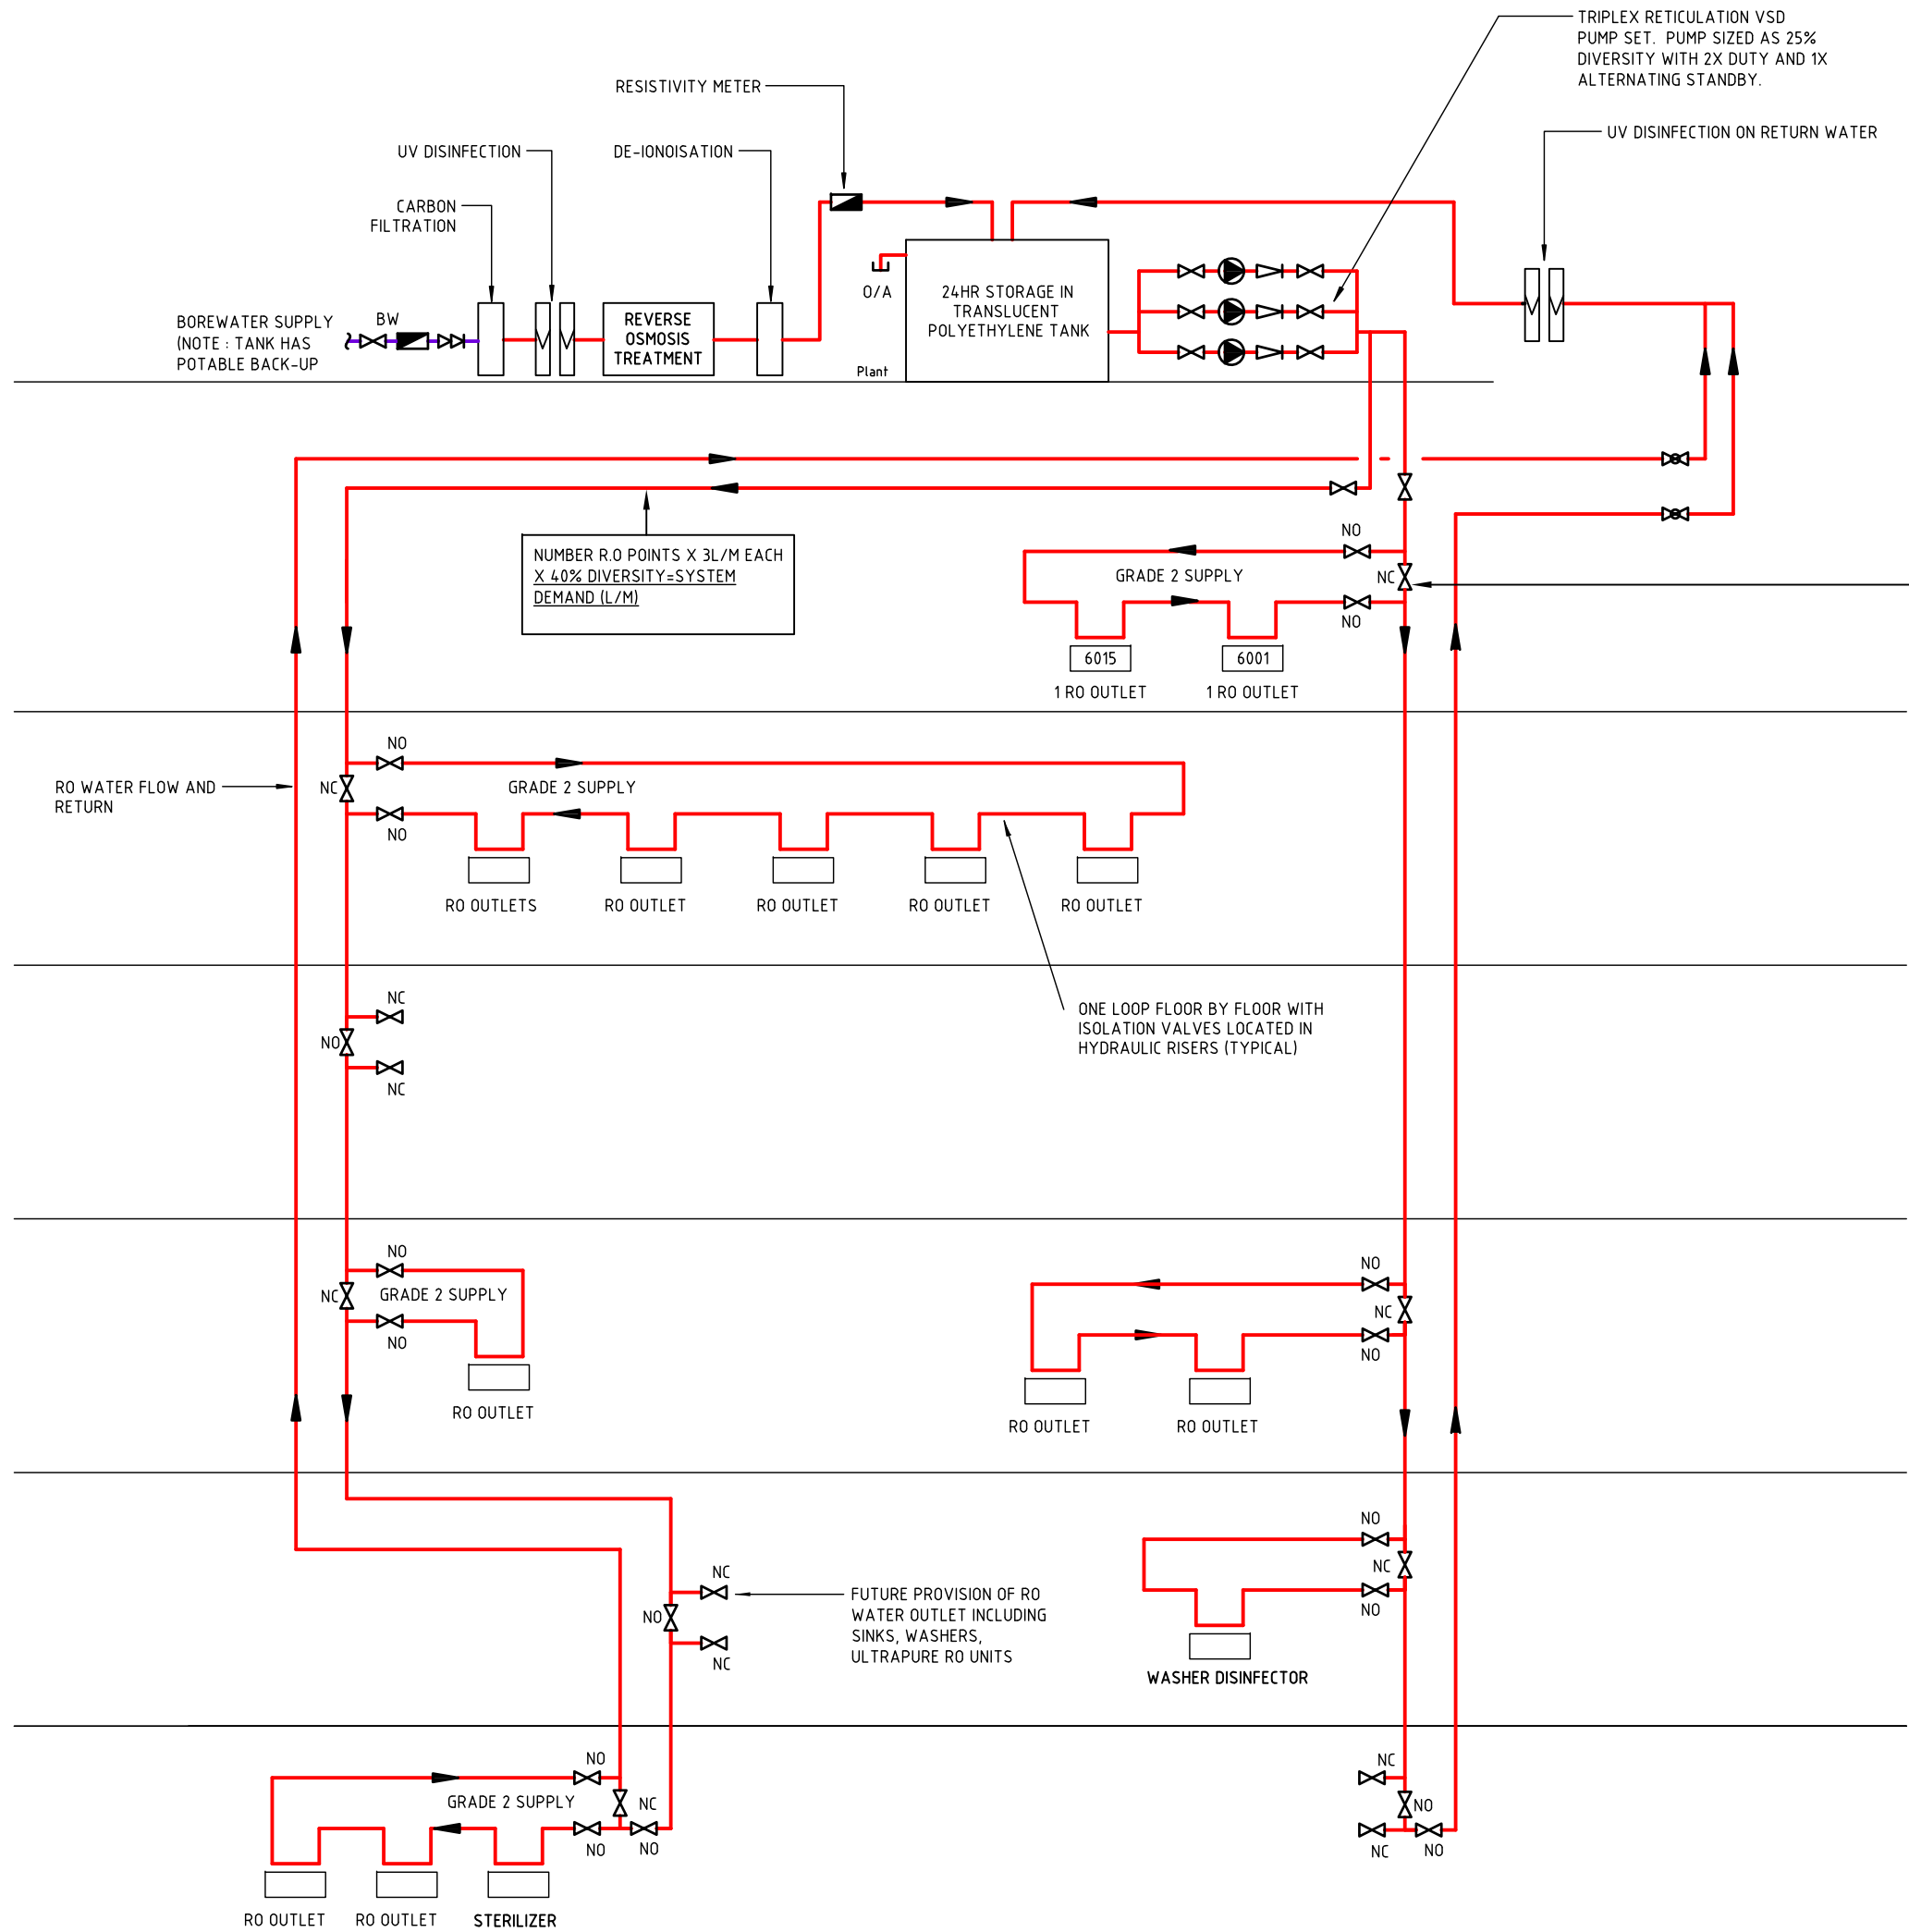 TRIPLEX RETICULATION VSD
PUMP SET. PUMP SIZED AS 25%
DIVERSITY WITH 2X DUTY AND 1X
ALTERNATING STANDBY.
RESISTIVITY METER
UV DISINFECTION ON RETURN WATER
UV DISINFECTION
DE-IONOISATION
CARBON
FILTRATION
O/A
24HR STORAGE IN
TRANSLUCENT
POLYETHYLENE TANK
BOREWATER SUPPLY
(NOTE : TANK HAS
POTABLE BACK-UP
BW
REVERSE
OSMOSIS
TREATMENT
Plant
NUMBER R.O POINTS X 3L/M EACH
X 40% DIVERSITY=SYSTEM
DEMAND (L/M)
NO
GRADE 2 SUPPLY
NC
NO
6015
6001
1 RO OUTLET
1 RO OUTLET
NO
RO WATER FLOW AND
RETURN
NC
GRADE 2 SUPPLY
NO
RO OUTLETS
RO OUTLET
RO OUTLET
RO OUTLET
RO OUTLET
NC
NO
NC
ONE LOOP FLOOR BY FLOOR WITH
ISOLATION VALVES LOCATED IN
HYDRAULIC RISERS (TYPICAL)
NO
NC
GRADE 2 SUPPLY
NO
RO OUTLET
NO
NC
NO
RO OUTLET
RO OUTLET
NO
NC
NO
WASHER DISINFECTOR
NC
NO
NC
FUTURE PROVISION OF RO
WATER OUTLET INCLUDING
SINKS, WASHERS,
ULTRAPURE RO UNITS
NO
GRADE 2 SUPPLY
NC
NO
NO
RO OUTLET
RO OUTLET
STERILIZER
NC
NO
NC
NO